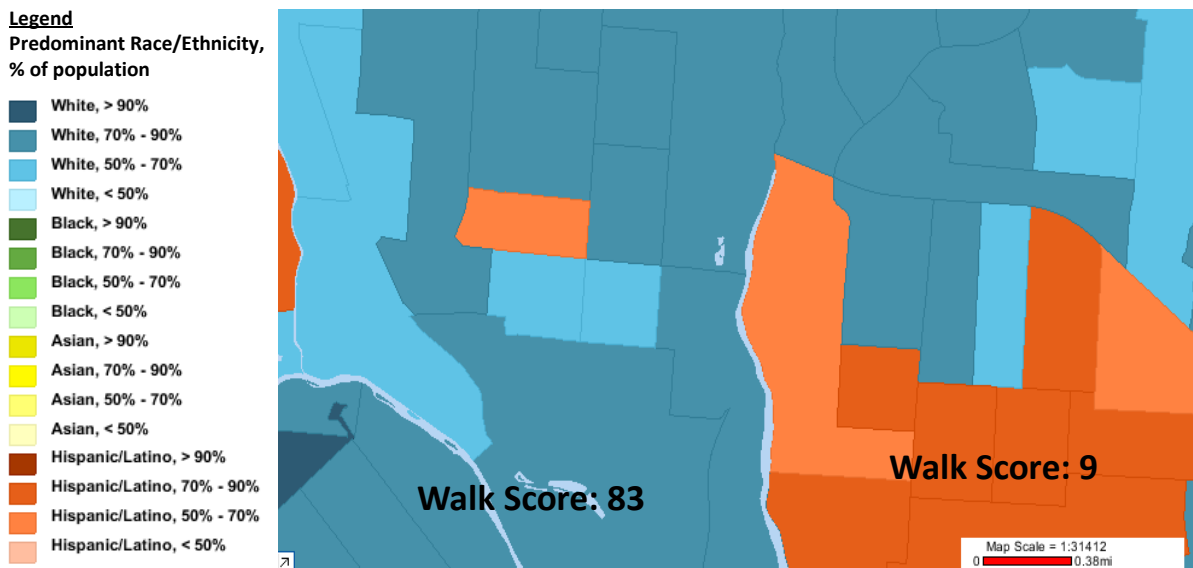 Legend
Predominant Race/Ethnicity,
% of population
White, > 90%
White, 70% - 90%
White, 50% - 70%
White, < 50%
Black, > 90%
Black, 70% - 90%
Black, 50% - 70%
Black, < 50%
Asian, > 90%
Asian, 70% - 90%
Asian, 50% - 70%
Asian, < 50%
Hispanic/Latino, > 90%
Hispanic/Latino, 70% - 90%
Hispanic/Latino, 50% - 70%
Hispanic/Latino, < 50%
Walk Score: 83
Walk Score: 9
Map Scale = 1:31412
0 0.38mi